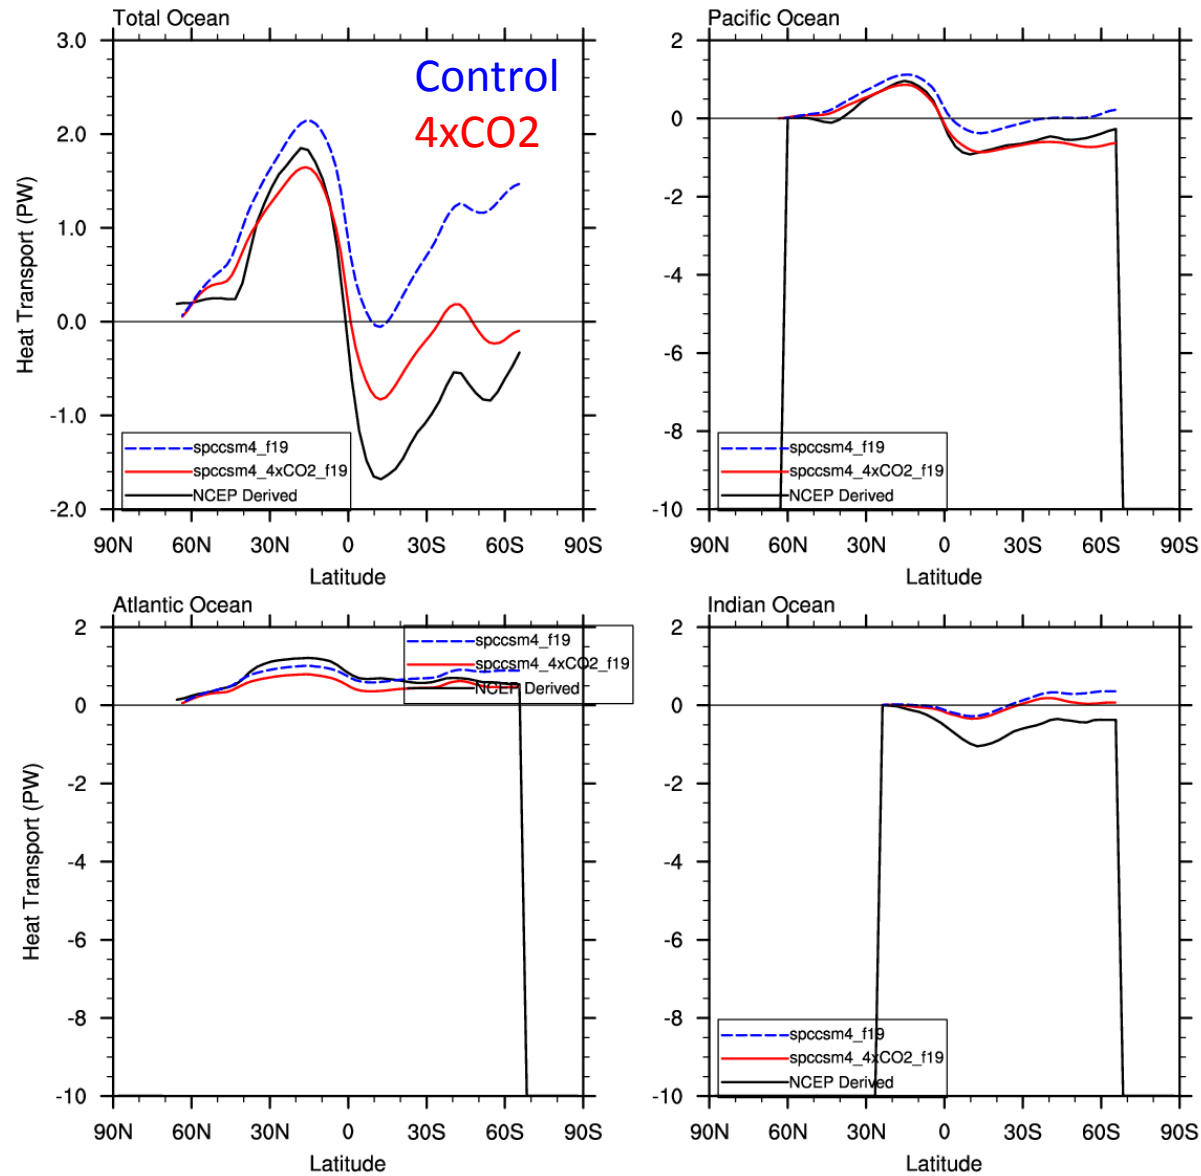 Total Ocean
3.0
2.0
1.0
0.0
-1.0
-2.0
Heat Transport (PW)
Control
4xCO2
spccsm4_f19
spccsm4_4xCO2_f19
NCEP Derived
90N 60N 30N 0 30S 60S 90S
Latitude
Pacific Ocean
2
0
-2
-4
-6
-8
-10
spccsm4_f19
spccsm4_4xCO2_f19
NCEP Derived
90N 60N 30N 0 30S 60S 90S
Latitude
Atlantic Ocean
2
0
-2
-4
-6
-8
-10
Heat Transport (PW)
spccsm4_f19
spccsm4_4xCO2_f19
NCEP Derived
90N 60N 30N 0 30S 60S 90S
Latitude
Indian Ocean
2
0
-2
-4
-6
-8
-10
spccsm4_f19
spccsm4_4xCO2_f19
NCEP Derived
90N 60N 30N 0 30S 60S 90S
Latitude